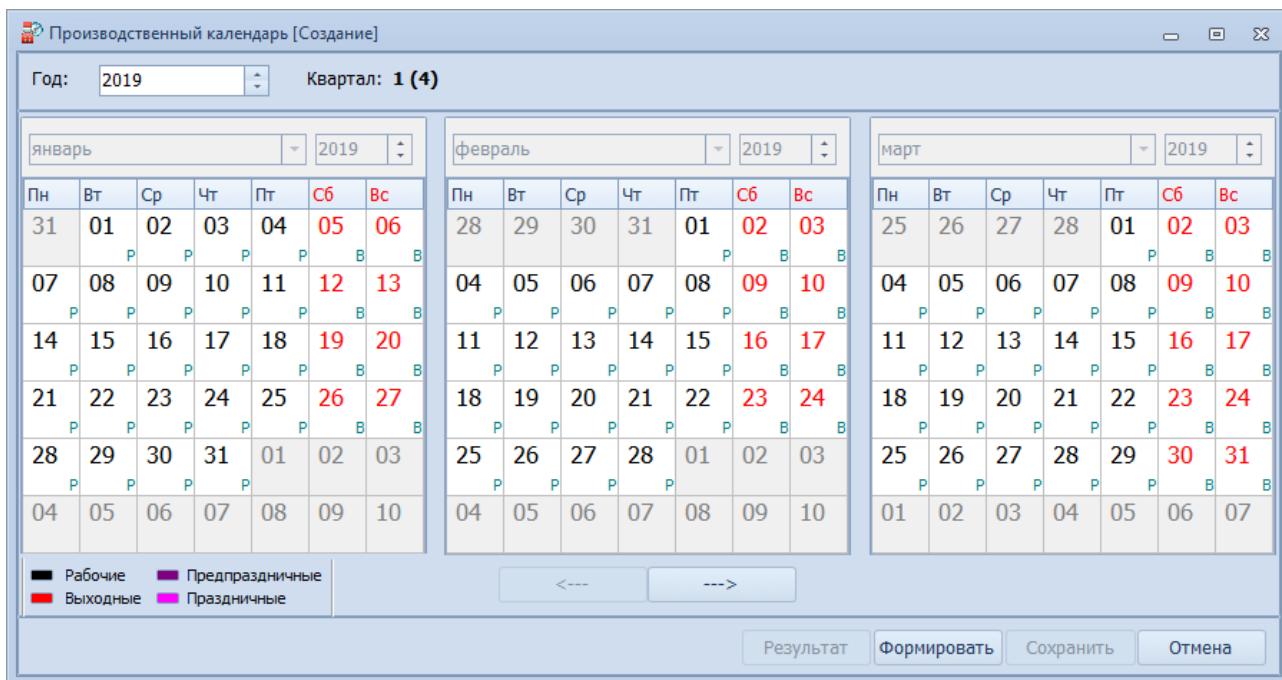 Производственный календарь [Создание]
Год: 2019 Квартал: 1 (4)
январь 2019 февраль 2019 март 2019
Пн Вт Ср Чт Пт Сб Вс Пн Вт Ср Чт Пт Сб Вс Пн Вт Ср Чт Пт Сб Вс
31 01 02 03 04 05 06 28 29 30 31 01 02 03 25 26 27 28 01 02 03
Р Р Р Р В В Р В В Р В В
07 08 09 10 11 12 13 04 05 06 07 08 09 10 04 05 06 07 08 09 10
Р Р Р Р Р В В Р Р Р Р Р В В Р Р Р Р Р В В
14 15 16 17 18 19 20 11 12 13 14 15 16 17 11 12 13 14 15 16 17
Р Р Р Р Р В В Р Р Р Р Р В В Р Р Р Р Р В В
21 22 23 24 25 26 27 18 19 20 21 22 23 24 18 19 20 21 22 23 24
Р Р Р Р Р В В Р Р Р Р Р В В Р Р Р Р Р В В
28 29 30 31 01 02 03 25 26 27 28 01 02 03 25 26 27 28 29 30 31
Р Р Р Р Р Р Р Р Р Р Р Р Р В В
04 05 06 07 08 09 10 04 05 06 07 08 09 10 01 02 03 04 05 06 07
Рабочие Предпраздничные
Выходные Праздничные
<--- --->
Результат Формировать Сохранить Отмена